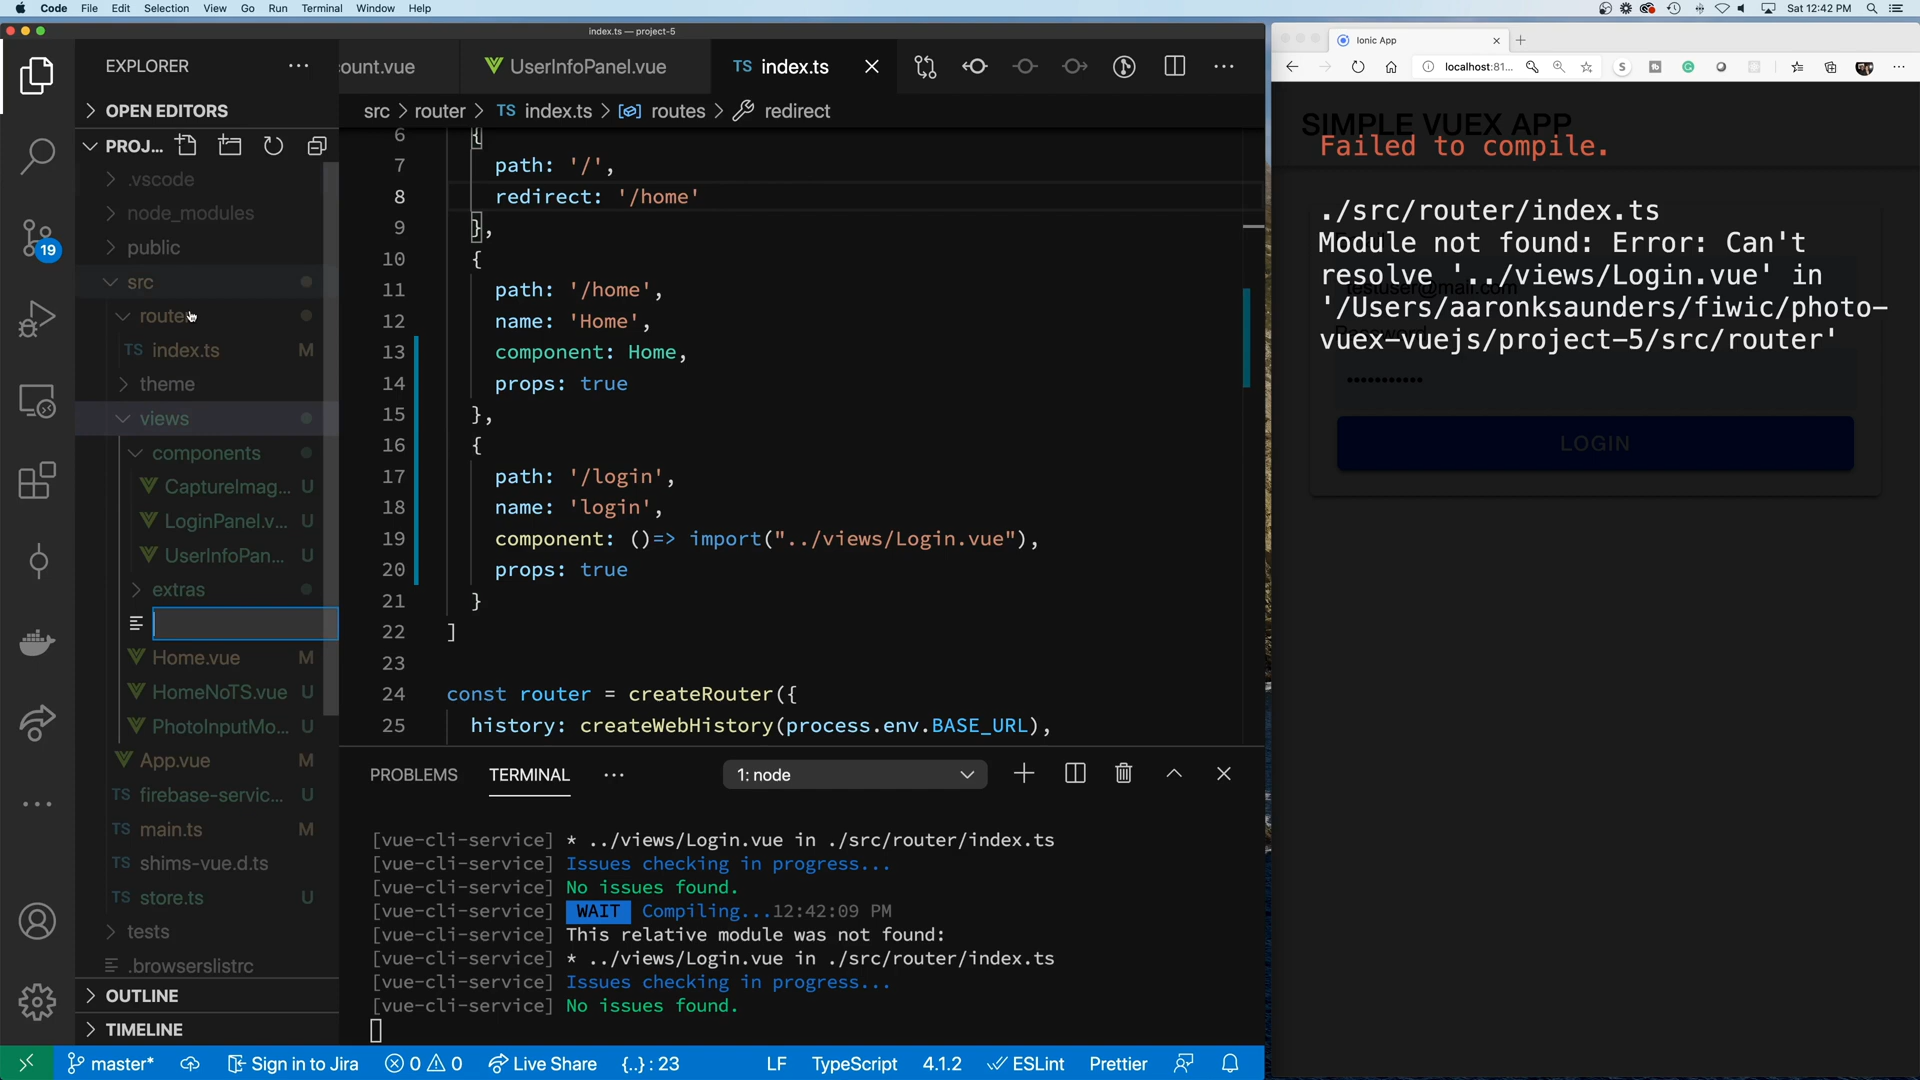 Code File Edit Selection View Go Run Terminal Window Help
Sat 12:42 PM
index.ts — project-5
EXPLORER
OPEN EDITORS
PROJ...
.vscode
node_modules
public
src
router
index.ts M
theme
views
components
CaptureImag... U
LoginPanel.v... U
UserInfoPan... U
extras
Home.vue M
HomeNoTS.vue U
PhotoInputMo... U
App.vue M
firebase-servic... U
main.ts M
shims-vue.d.ts
store.ts U
tests
.browserslistrc
OUTLINE
TIMELINE
19
ount.vue
UserInfoPanel.vue
TS index.ts
src > router > TS index.ts > routes > redirect
6 {
7 path: '/',
8 redirect: '/home'
9 },
10 {
11 path: '/home',
12 name: 'Home',
13 component: Home,
14 props: true
15 },
16 {
17 path: '/login',
18 name: 'login',
19 component: ()=> import("../views/Login.vue"),
20 props: true
21 }
22 ]
23
24 const router = createRouter({
25 history: createWebHistory(process.env.BASE_URL),
PROBLEMS TERMINAL 1: node
[vue-cli-service] * ../views/Login.vue in ./src/router/index.ts
[vue-cli-service] Issues checking in progress...
[vue-cli-service] No issues found.
[vue-cli-service] WAIT Compiling...12:42:09 PM
[vue-cli-service] This relative module was not found:
[vue-cli-service] * ../views/Login.vue in ./src/router/index.ts
[vue-cli-service] Issues checking in progress...
[vue-cli-service] No issues found.
master* Sign in to Jira 0 0 Live Share {..} : 23 LF TypeScript 4.1.2 ESLint Prettier
Ionic App
localhost:81...
SIMPLE VUEX APP
Failed to compile.
./src/router/index.ts
Module not found: Error: Can't
resolve '../views/Login.vue' in
testuser@mail.com
'/Users/aaronksaunders/fiwic/photo-
Password
vuex-vuejs/project-5/src/router'
LOGIN